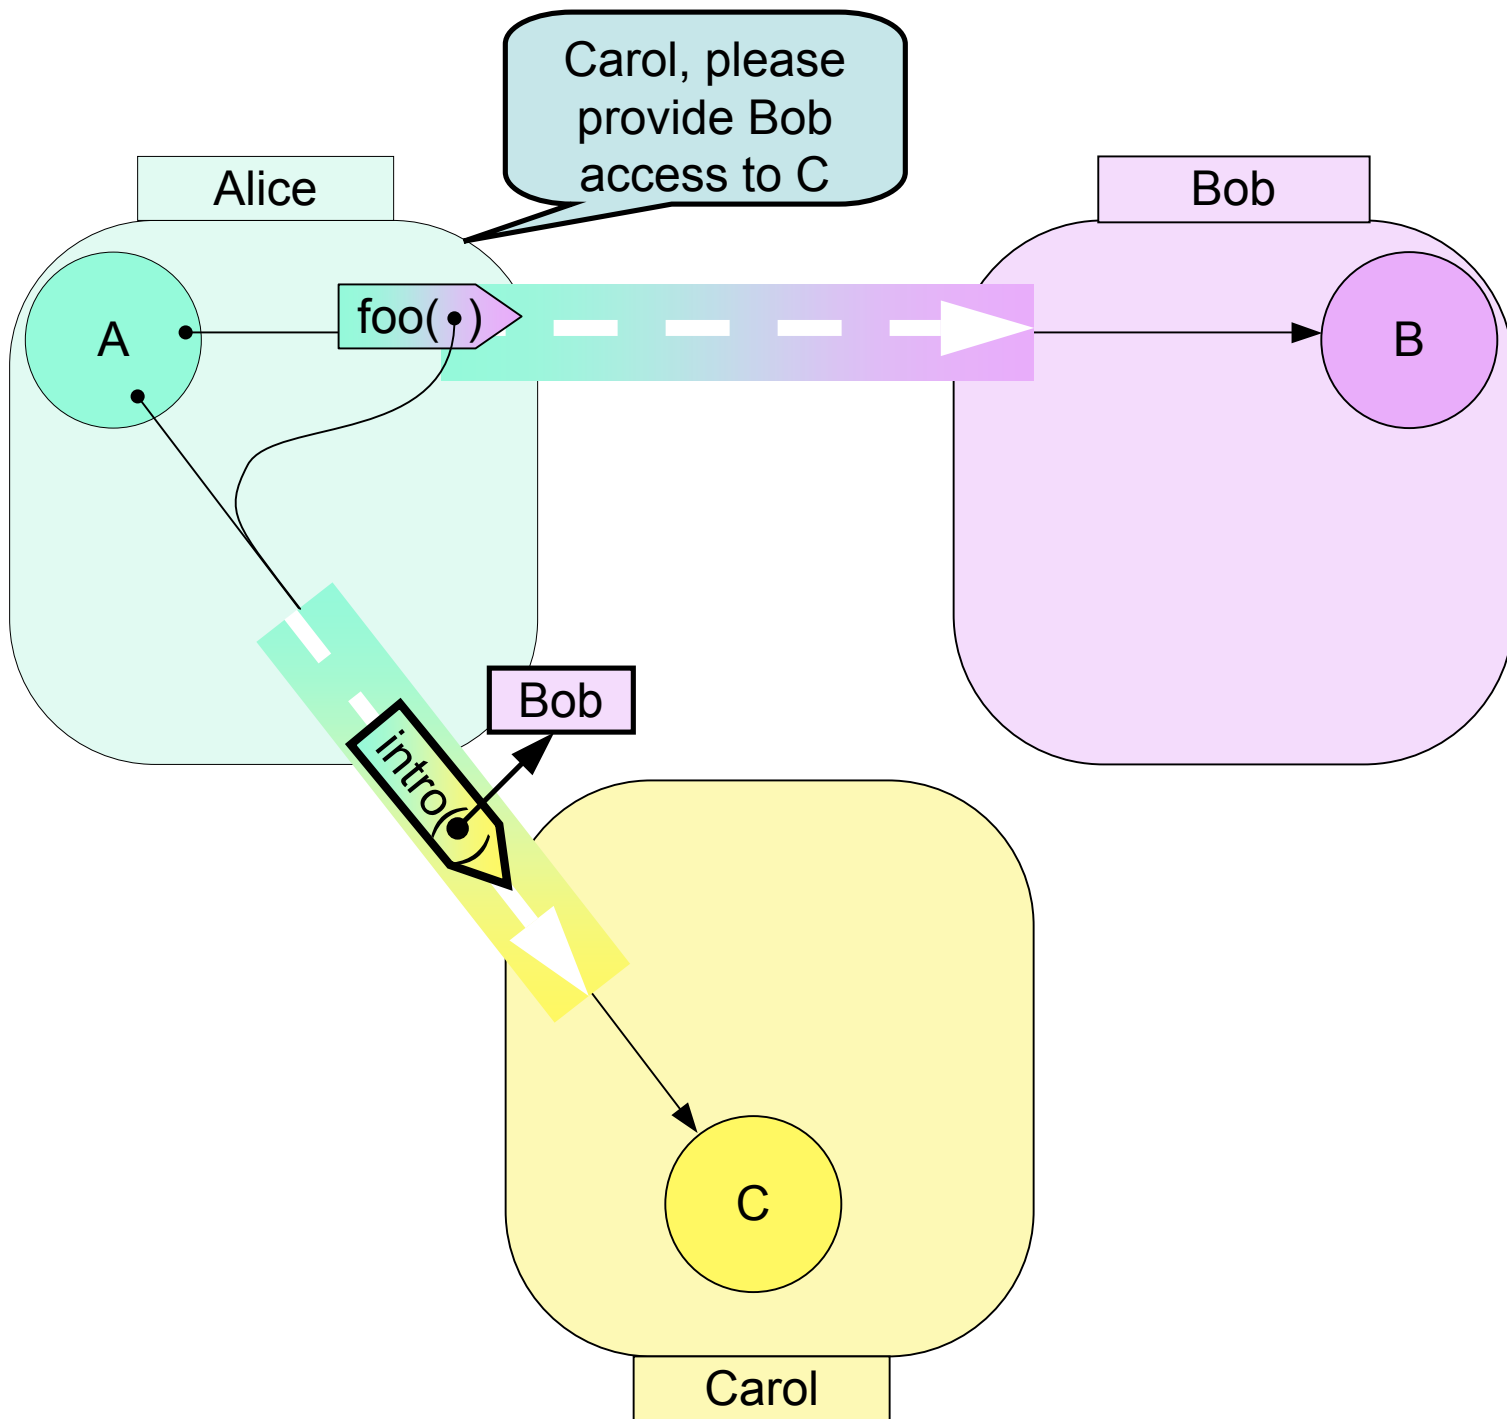 Carol, please
provide Bob
access to C
Alice
Bob
A
foo( )
B
Bob
intro( )
C
Carol